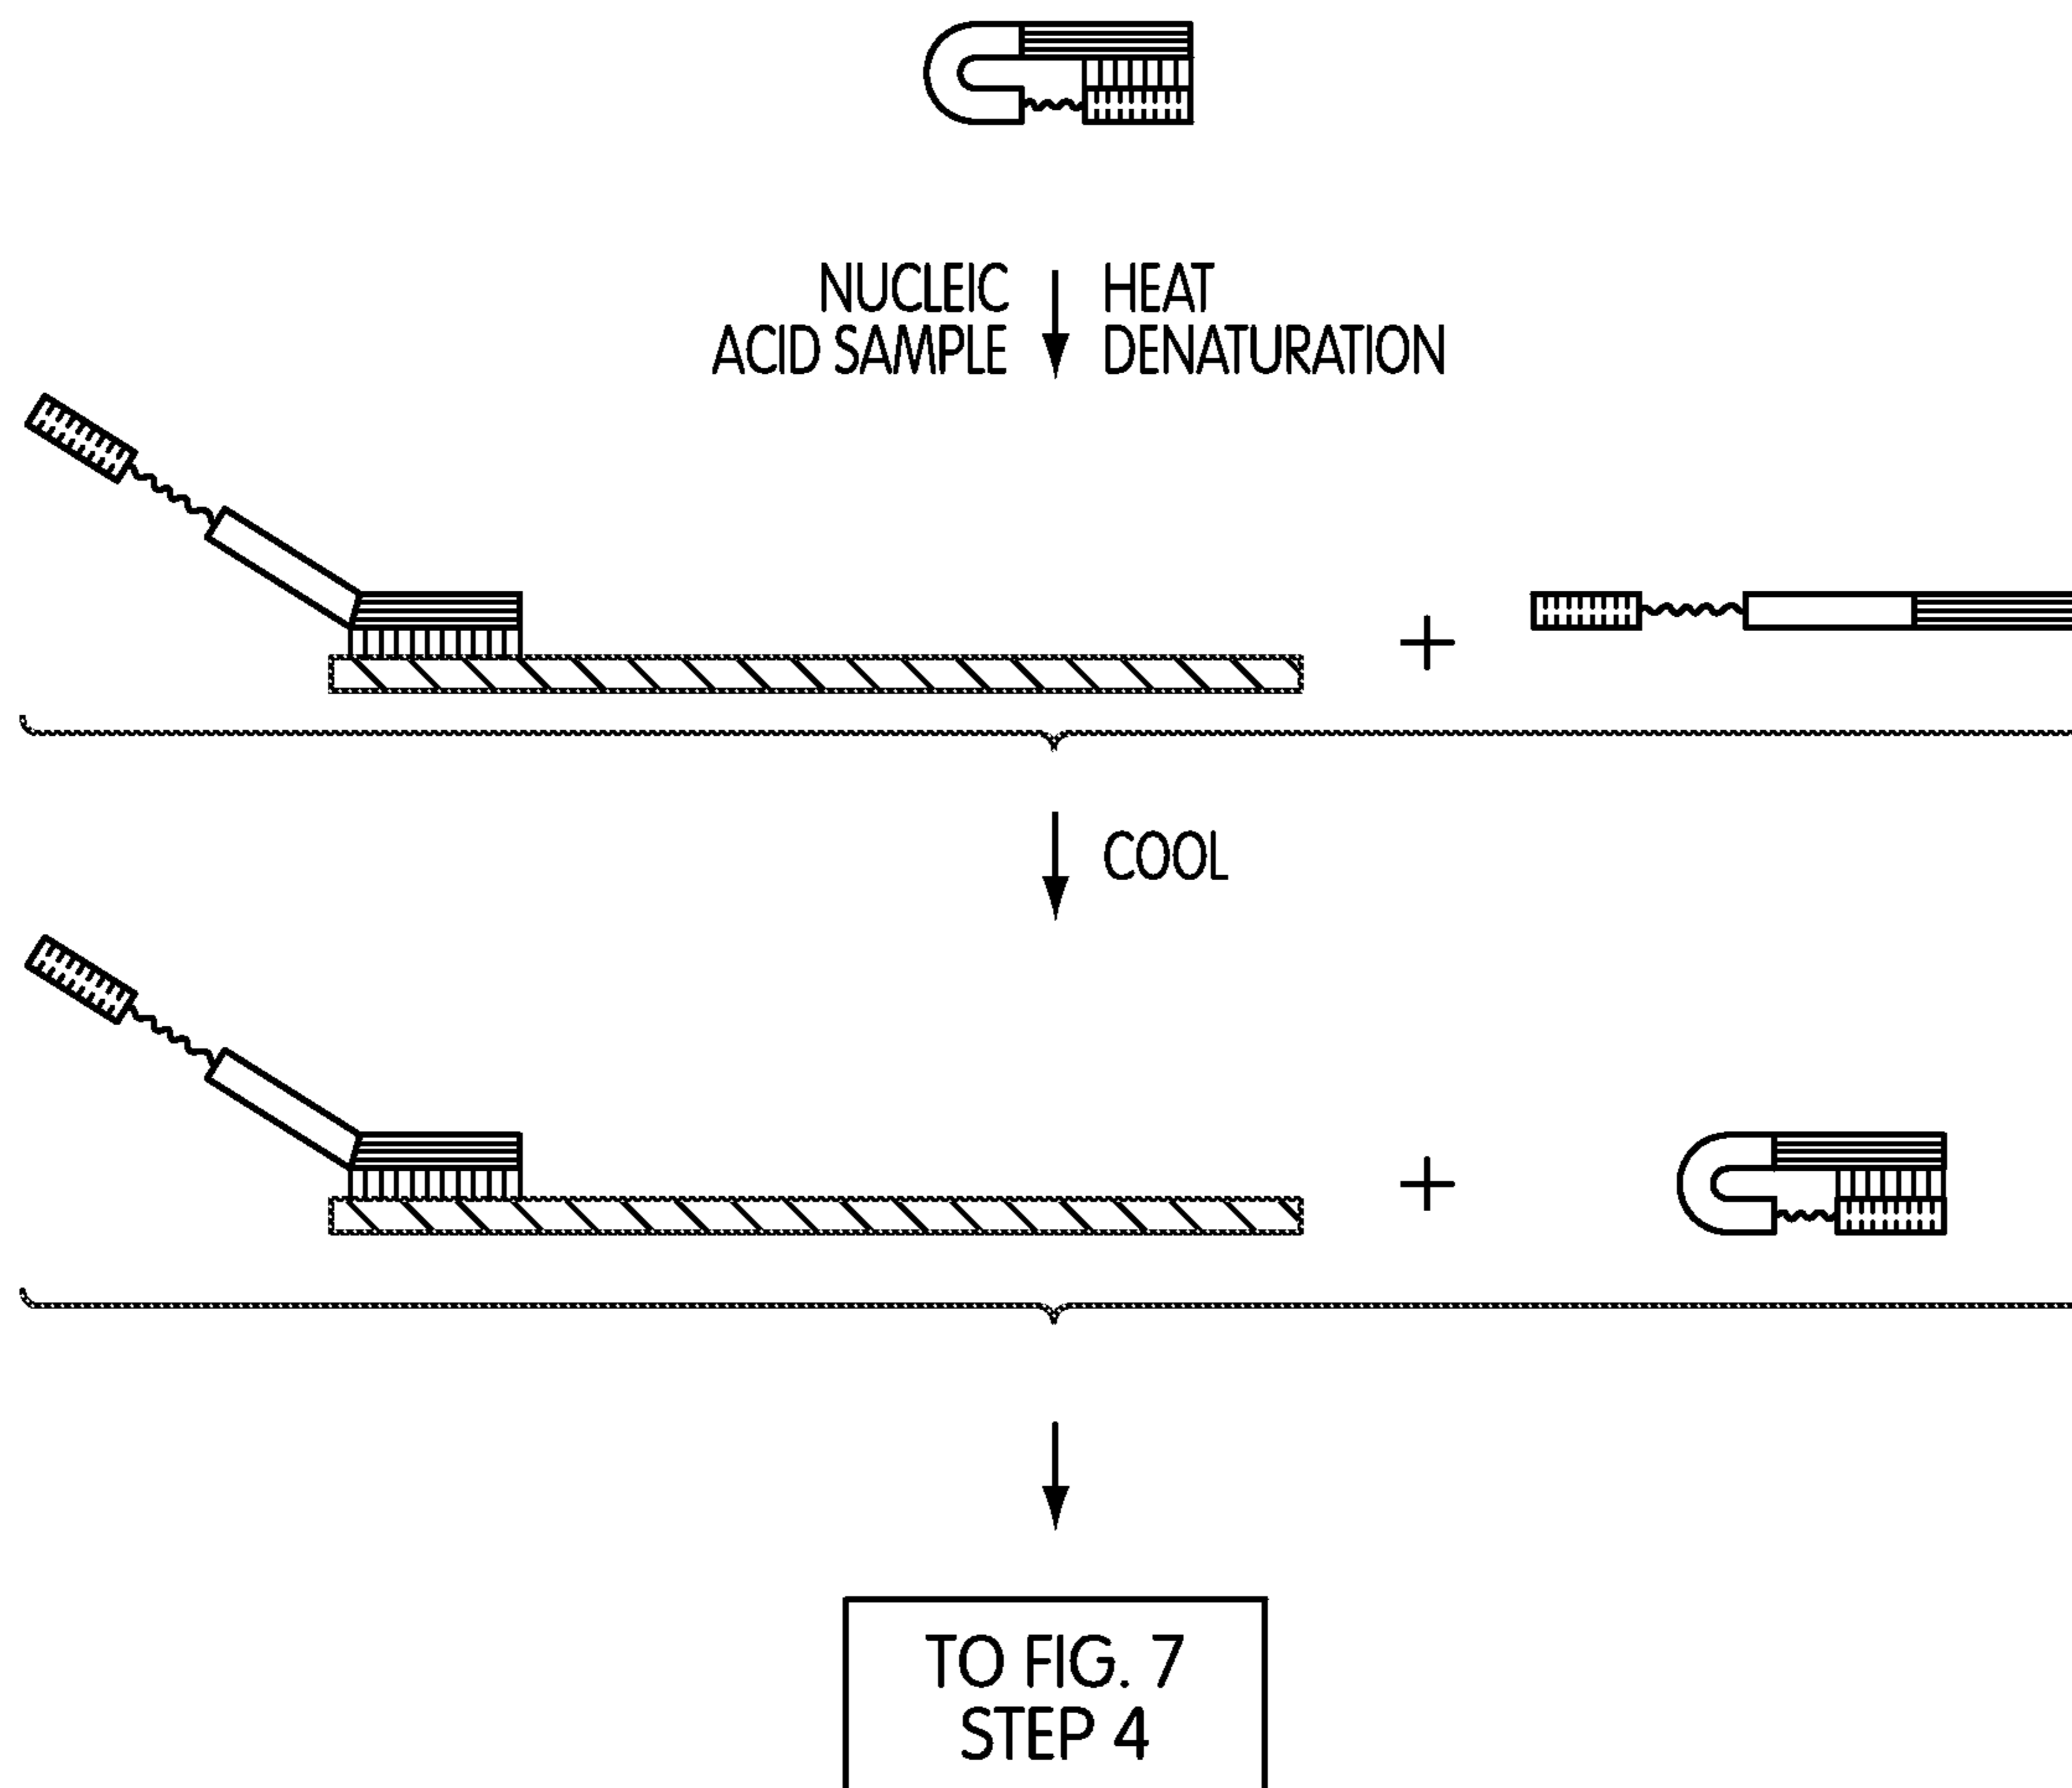 NUCLEIC
ACID SAMPLE
HEAT
DENATURATION
COOL
TO FIG. 7
STEP 4